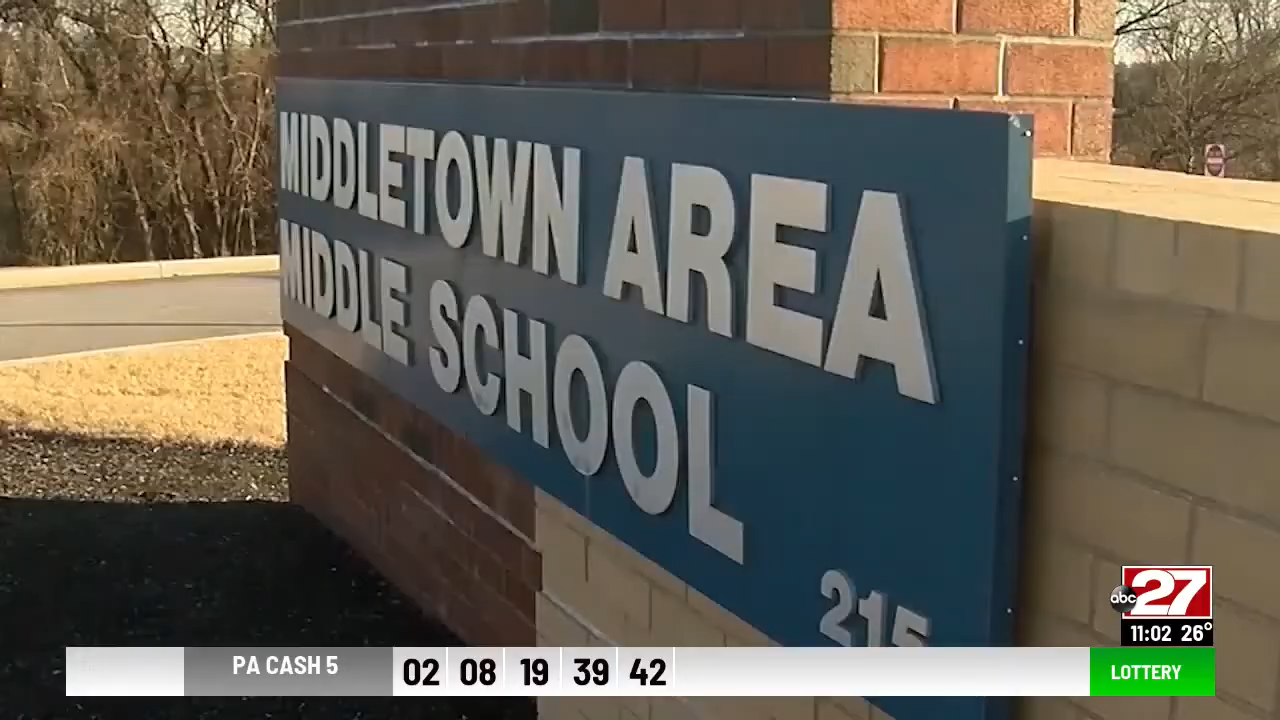 MIDDLETOWN AREA
MIDDLE SCHOOL
215
abc 27
11:02 26°
PA CASH 5 02 08 19 39 42 LOTTERY